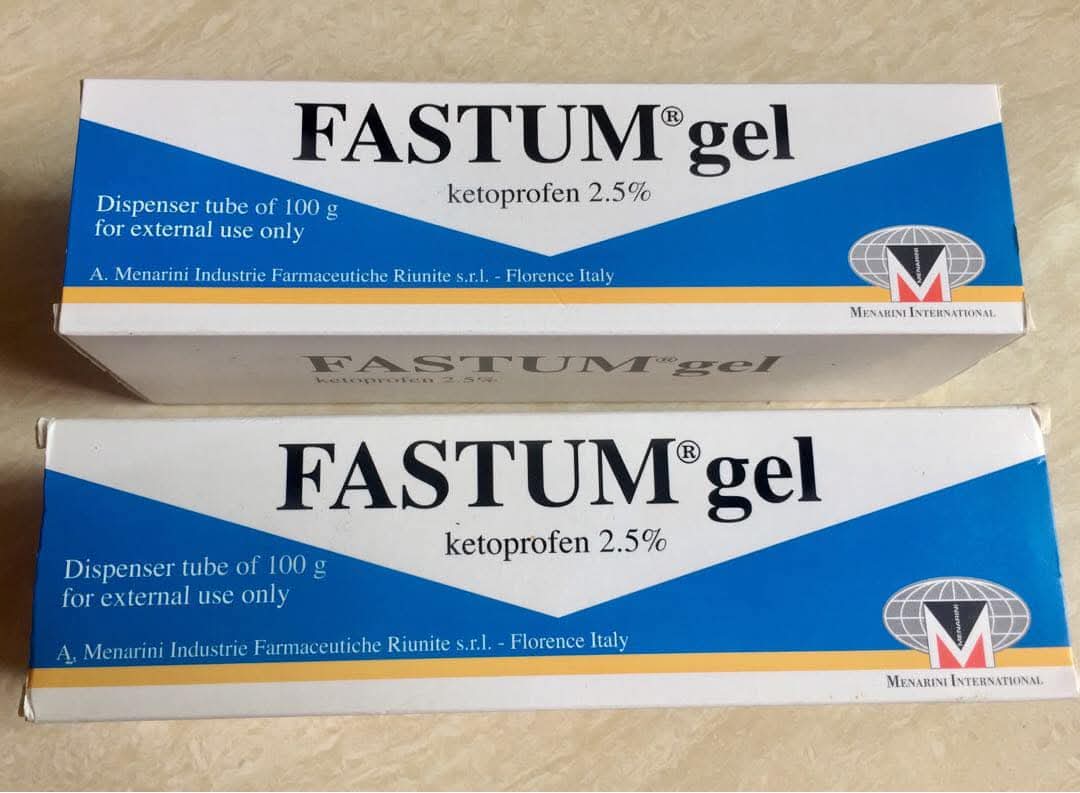 FASTUM® gel
ketoprofen 2.5%
Dispenser tube of 100 g
for external use only
A. Menarini Industrie Farmaceutiche Riunite s.r.l. - Florence Italy
MENARINI
M
MENARINI INTERNATIONAL
FASTUM® gel
ketoprofen 2.5%
FASTUM® gel
ketoprofen 2.5%
Dispenser tube of 100 g
for external use only
A. Menarini Industrie Farmaceutiche Riunite s.r.l. - Florence Italy
MENARINI
M
MENARINI INTERNATIONAL